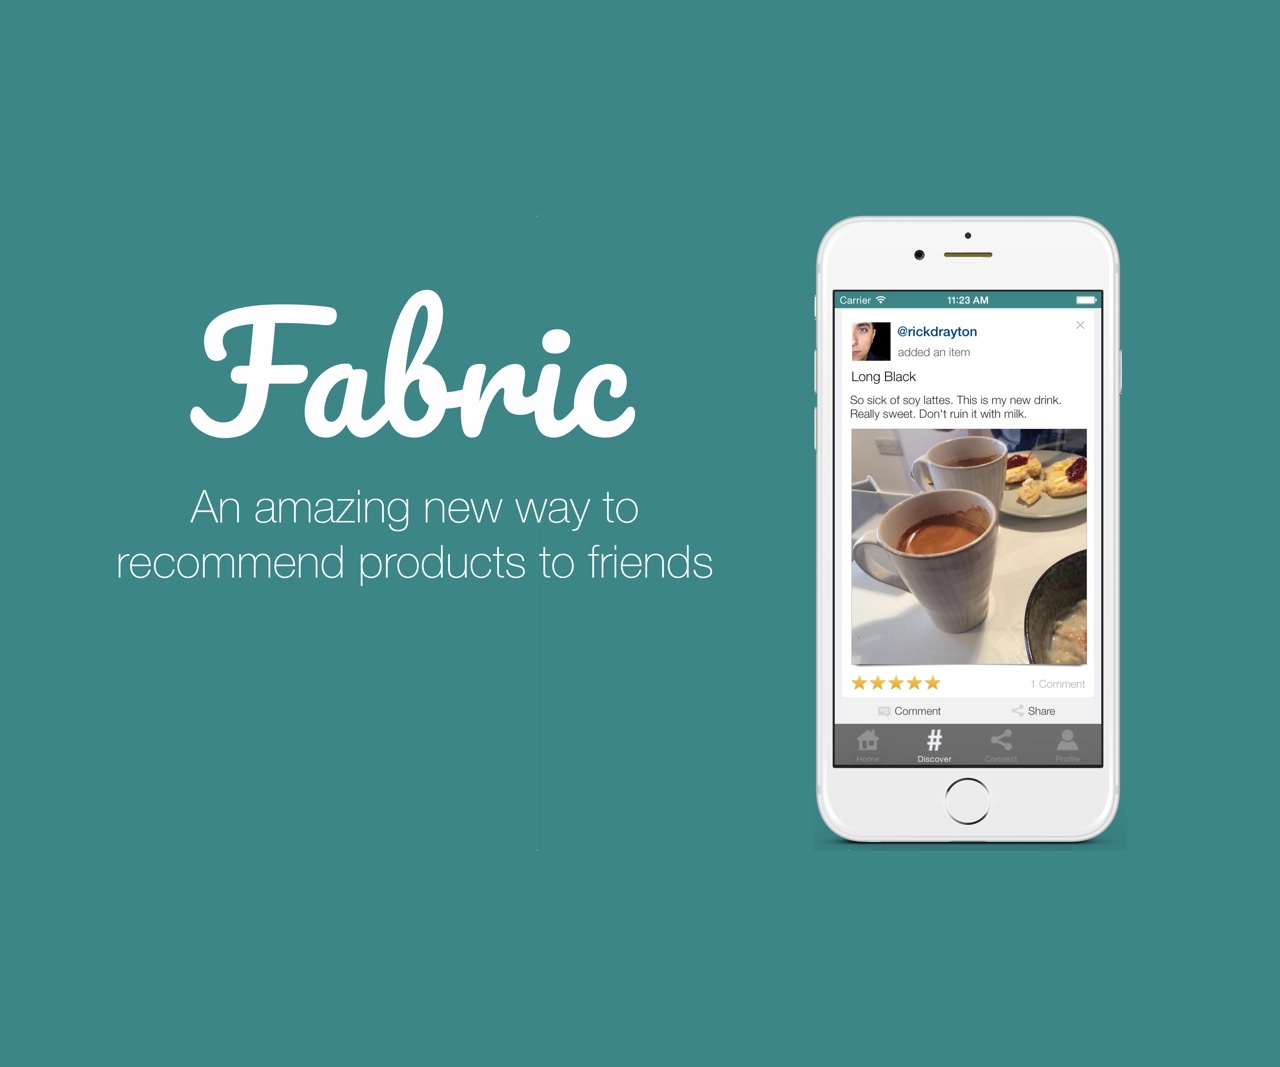 Fabric
An amazing new way to
recommend products to friends
Carrier 11:23 AM
@rickdrayton
added an item
Long Black
So sick of soy lattes. This is my new drink.
Really sweet. Don't ruin it with milk.
1 Comment
Comment Share
Home Discover Connect Profile